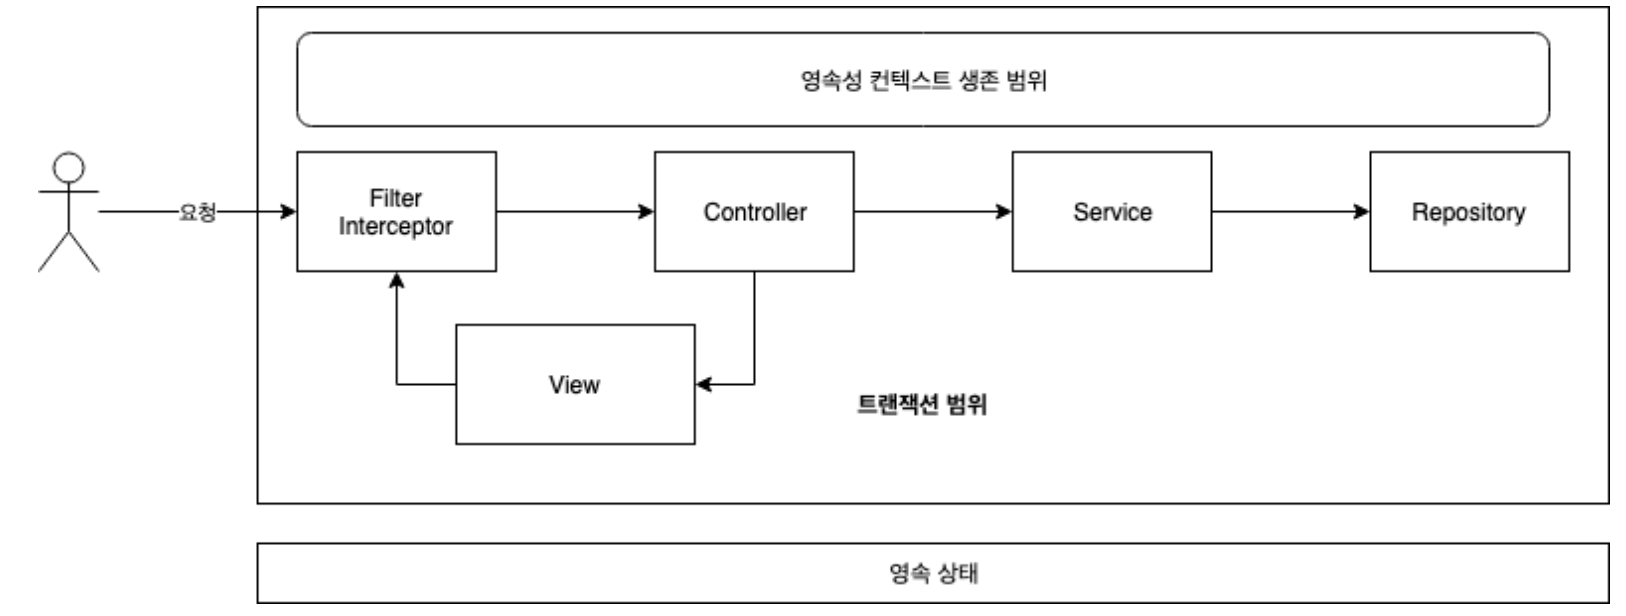 영속성 컨텍스트 생존 범위
요청
Filter
Interceptor
Controller
Service
Repository
View
트랜잭션 범위
영속 상태